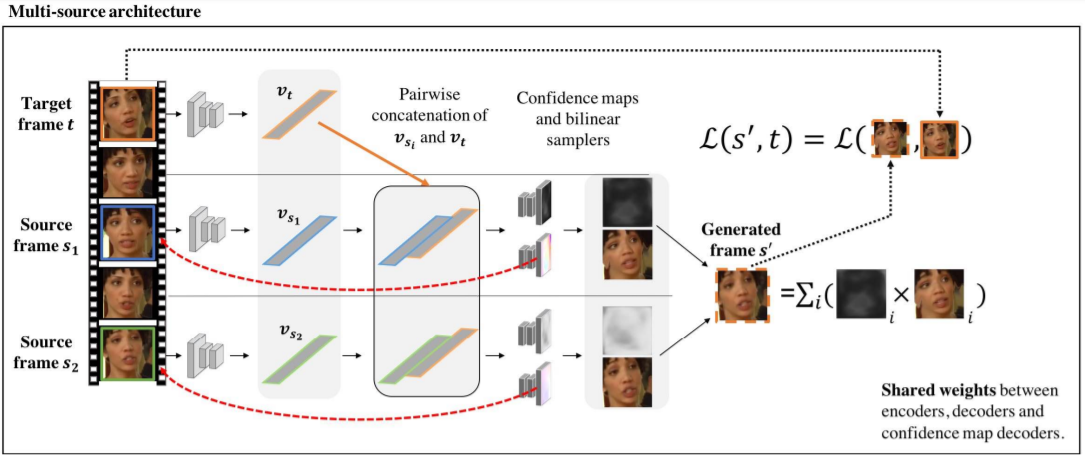 Multi-source architecture
Target
frame t
v_t
Pairwise
concatenation of
v_{s_i} and v_t
Confidence maps
and bilinear
samplers
ℒ(s′, t) = ℒ( , )
Source
frame s_1
v_{s_1}
Generated
frame s′
=∑_i( ×_i _i)
Source
frame s_2
v_{s_2}
Shared weights between
encoders, decoders and
confidence map decoders.